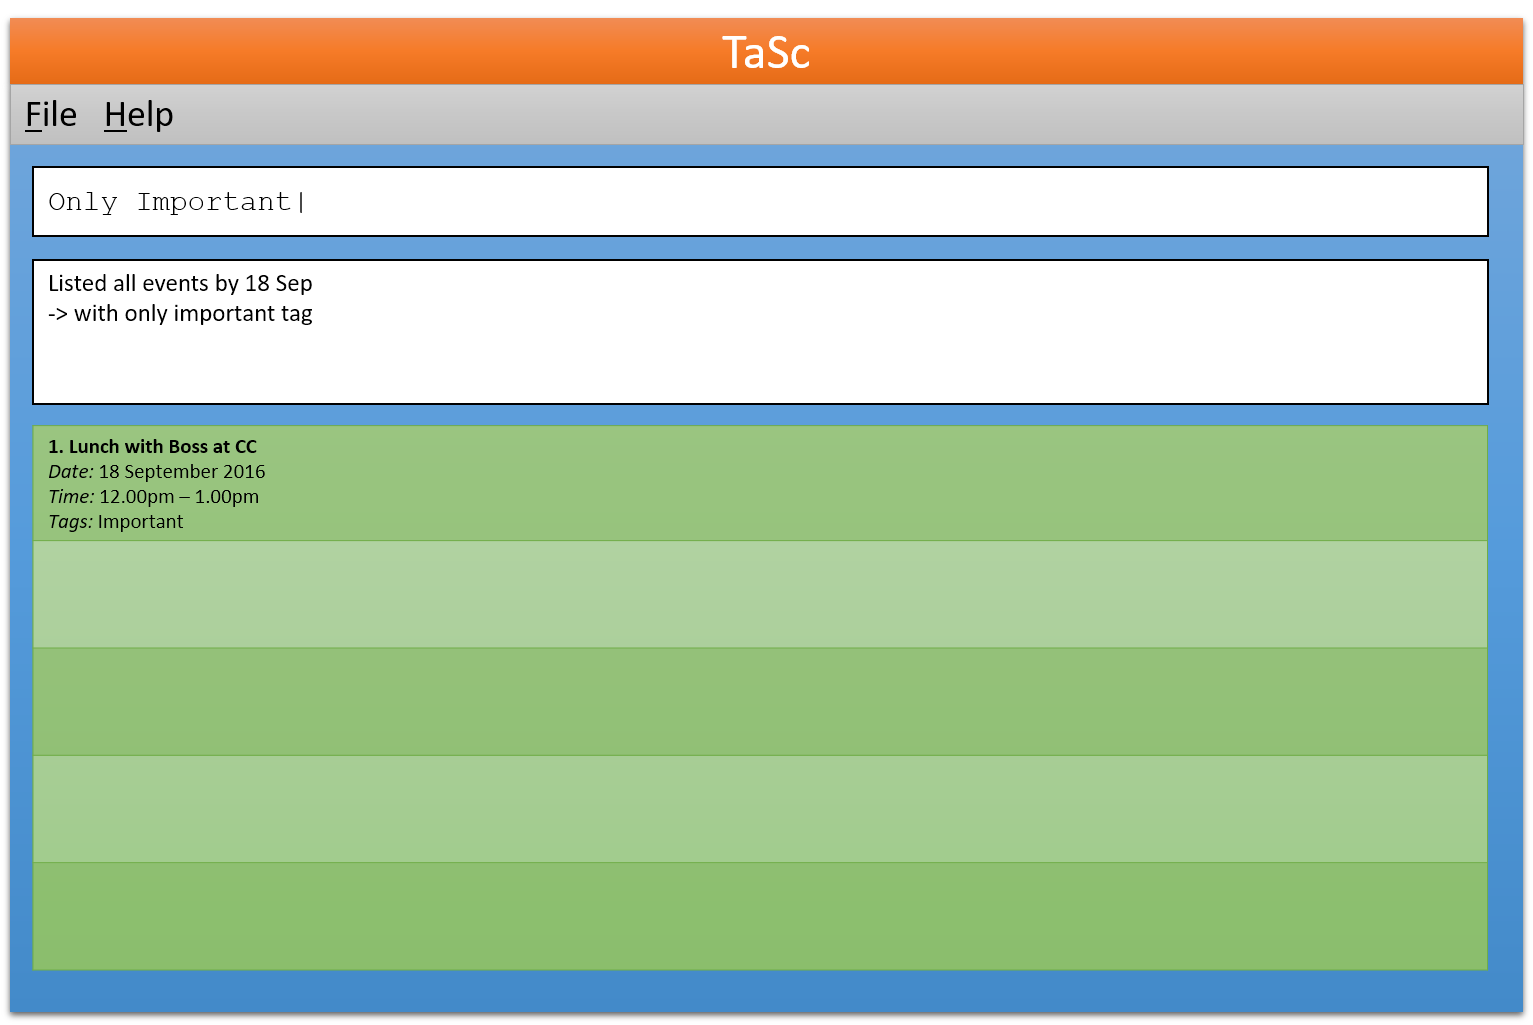 TaSc
File Help
Only Important|
Listed all events by 18 Sep
-> with only important tag
1. Lunch with Boss at CC
Date: 18 September 2016
Time: 12.00pm – 1.00pm
Tags: Important